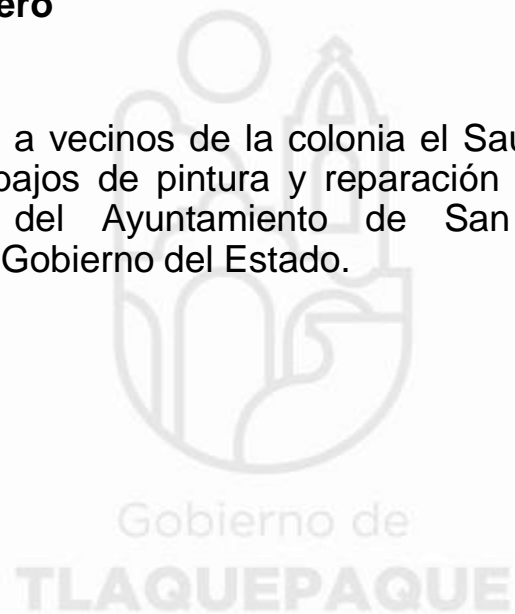 ero
a vecinos de la colonia el Sau
bajos de pintura y reparación
del Ayuntamiento de San
Gobierno del Estado.
Gobierno de
TLAQUEPAQUE